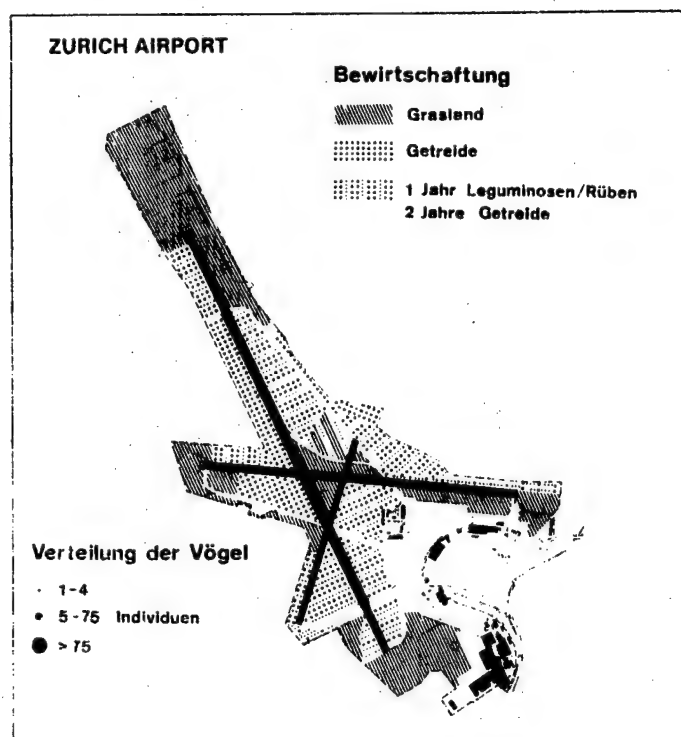 ZURICH AIRPORT
Bewirtschaftung
Grasland
Getreide
1 Jahr Leguminosen/Rüben
2 Jahre Getreide
Verteilung der Vögel
1-4
5-75 Individuen
> 75